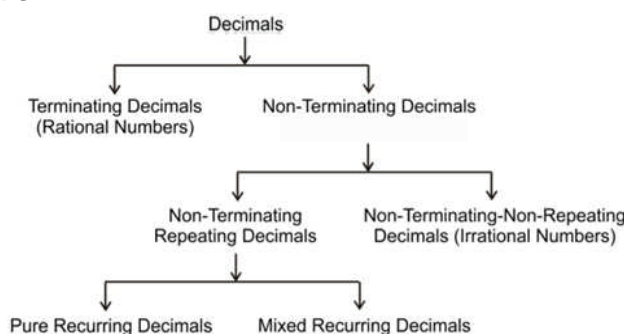 Decimals
Terminating Decimals
(Rational Numbers)
Non-Terminating Decimals
Non-Terminating
Repeating Decimals
Non-Terminating-Non-Repeating
Decimals (Irrational Numbers)
Pure Recurring Decimals
Mixed Recurring Decimals